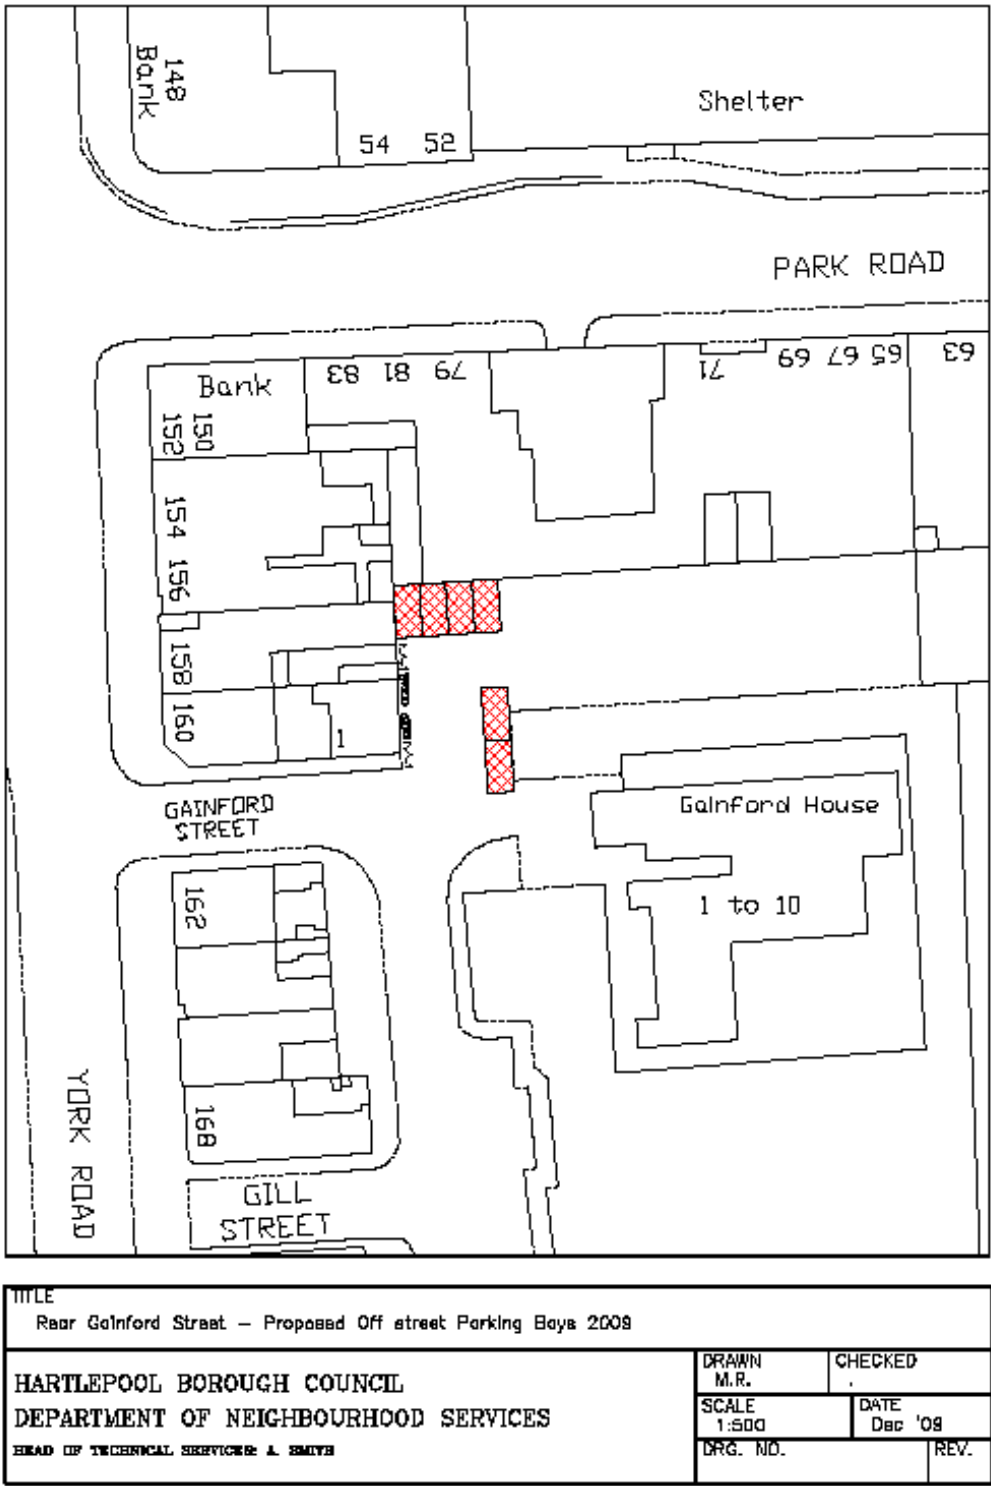 148
Bank
54 52
Shelter
PARK ROAD
Bank
83 81 79 71 69 67 65 63
150
152
154
156
158
160
1
GAINFORD
STREET
Gainford House
1 to 10
162
168
YORK ROAD
GILL
STREET
TITLE
Rear Gainford Street - Proposed Off street Parking Bays 2009
HARTLEPOOL BOROUGH COUNCIL
DEPARTMENT OF NEIGHBOURHOOD SERVICES
HEAD OF TECHNICAL SERVICES: A. SMITH
DRAWN
M.R.
CHECKED
.
SCALE
1:500
DATE
Dec '09
DRG. NO.
REV.